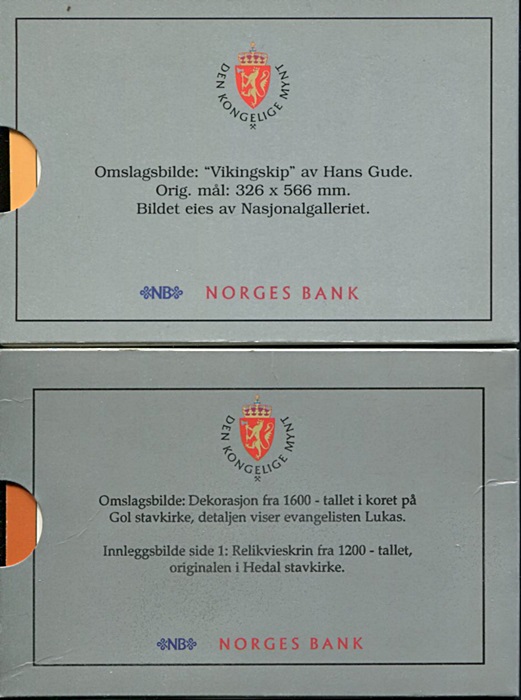 DEN KONGELIGE MYNT
Omslagsbilde: "Vikingskip" av Hans Gude.
Orig. mål: 326 x 566 mm.
Bildet eies av Nasjonalgalleriet.
NB NORGES BANK
DEN KONGELIGE MYNT
Omslagsbilde: Dekorasjon fra 1600 - tallet i koret på
Gol stavkirke, detaljen viser evangelisten Lukas.
Innleggsbilde side 1: Relikvieskrin fra 1200 - tallet,
originalen i Hedal stavkirke.
NB NORGES BANK